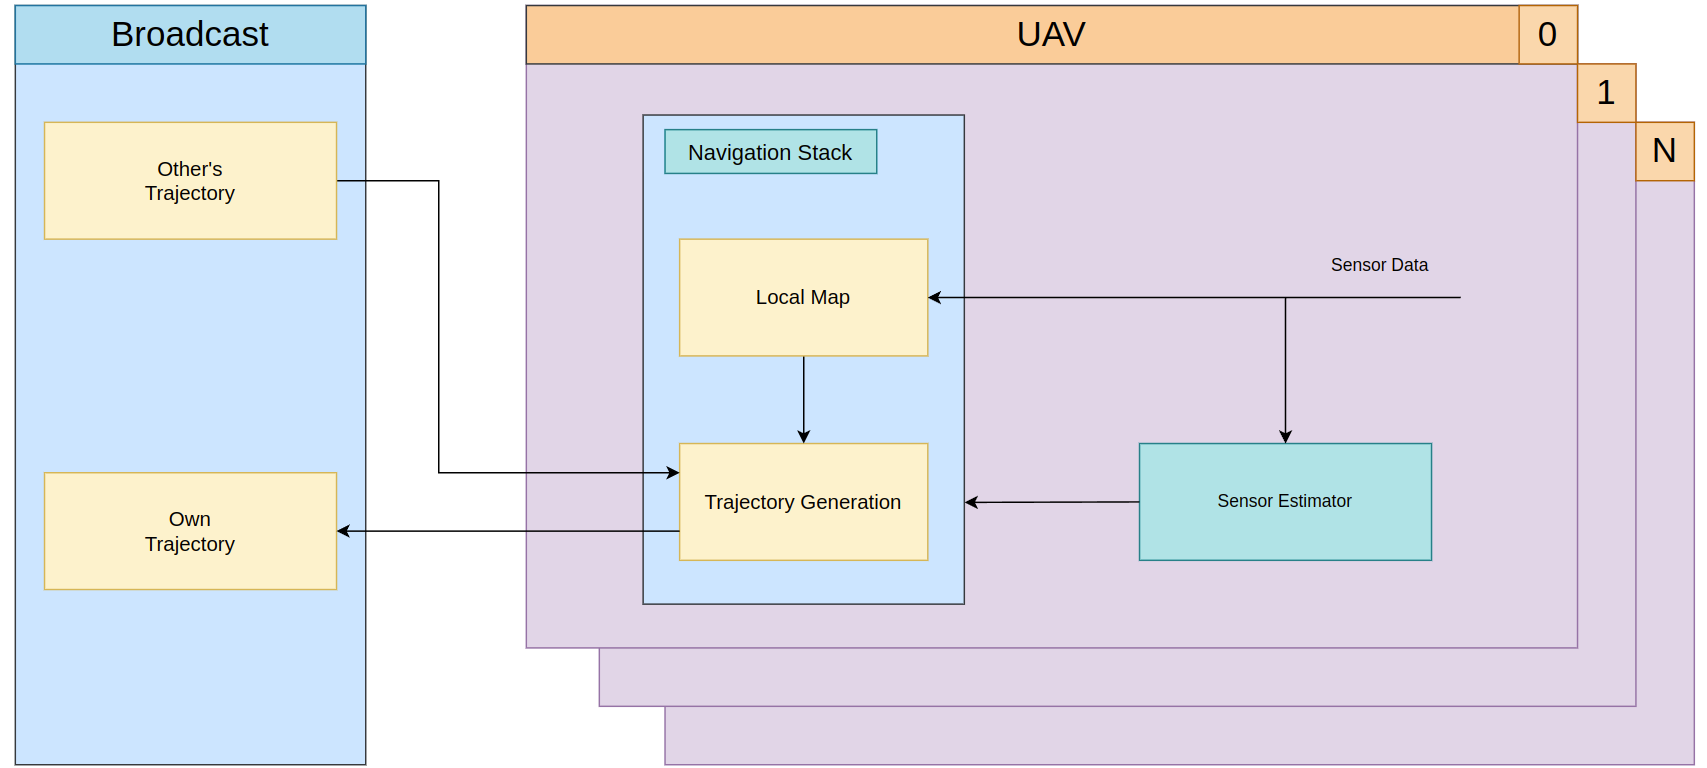 Broadcast
Other's
Trajectory
Own
Trajectory
UAV
0
1
N
Navigation Stack
Local Map
Trajectory Generation
Sensor Data
Sensor Estimator